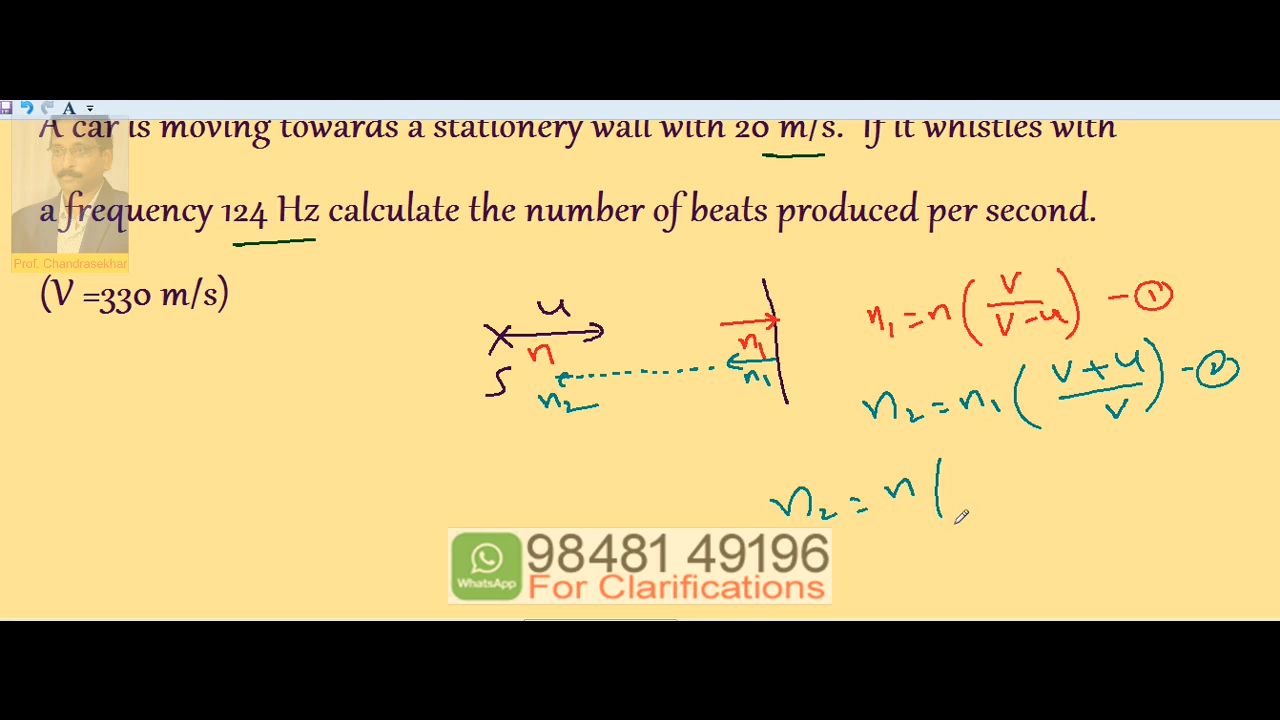 A
A car is moving towards a stationery wall with 20 m/s. If it whistles with
a frequency 124 Hz calculate the number of beats produced per second.
Prof. Chandrasekhar
(V =330 m/s)
u
n
S
n₂
n₁
n₁
n₁ = n (V/V-u) - ①
n₂ = n₁ (V+u/V) - ②
n₂ = n (
WhatsApp
98481 49196
For Clarifications